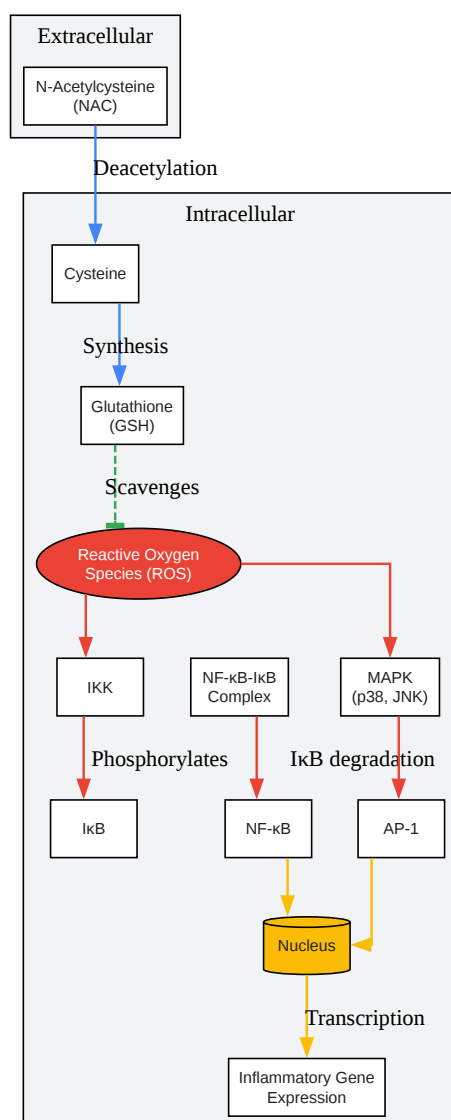 Extracellular
N-Acetylcysteine
(NAC)
Deacetylation
Intracellular
Cysteine
Synthesis
Glutathione
(GSH)
Scavenges
Reactive Oxygen
Species (ROS)
IKK
NF-κB-IκB
Complex
MAPK
(p38, JNK)
Phosphorylates
IκB degradation
IκB
NF-κB
AP-1
Nucleus
Transcription
Inflammatory Gene
Expression